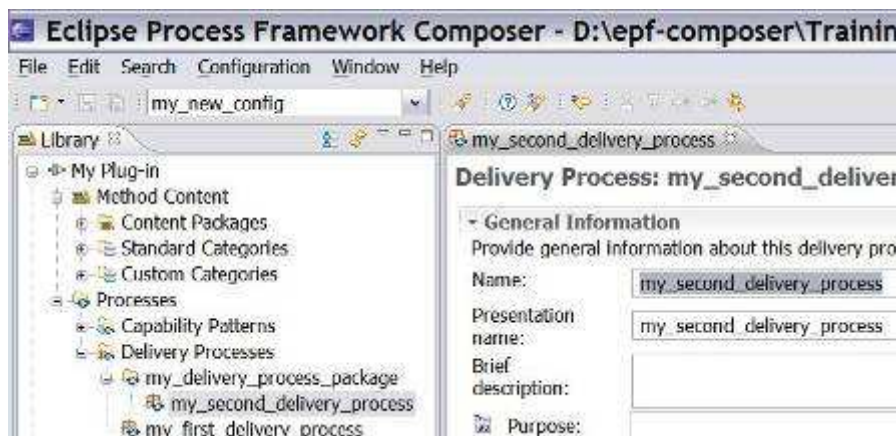 Eclipse Process Framework Composer - D:\epf-composer\Trainin
File Edit Search Configuration Window Help
my_new_config
Library
My Plug-in
Method Content
Content Packages
Standard Categories
Custom Categories
Processes
Capability Patterns
Delivery Processes
my_delivery_process_package
my_second_delivery_process
my_first_delivery_process
my_second_delivery_process
Delivery Process: my_second_deliver
General Information
Provide general information about this delivery pro
Name:
my_second_delivery_process
Presentation
name:
my_second_delivery_process
Brief
description:
Purpose: